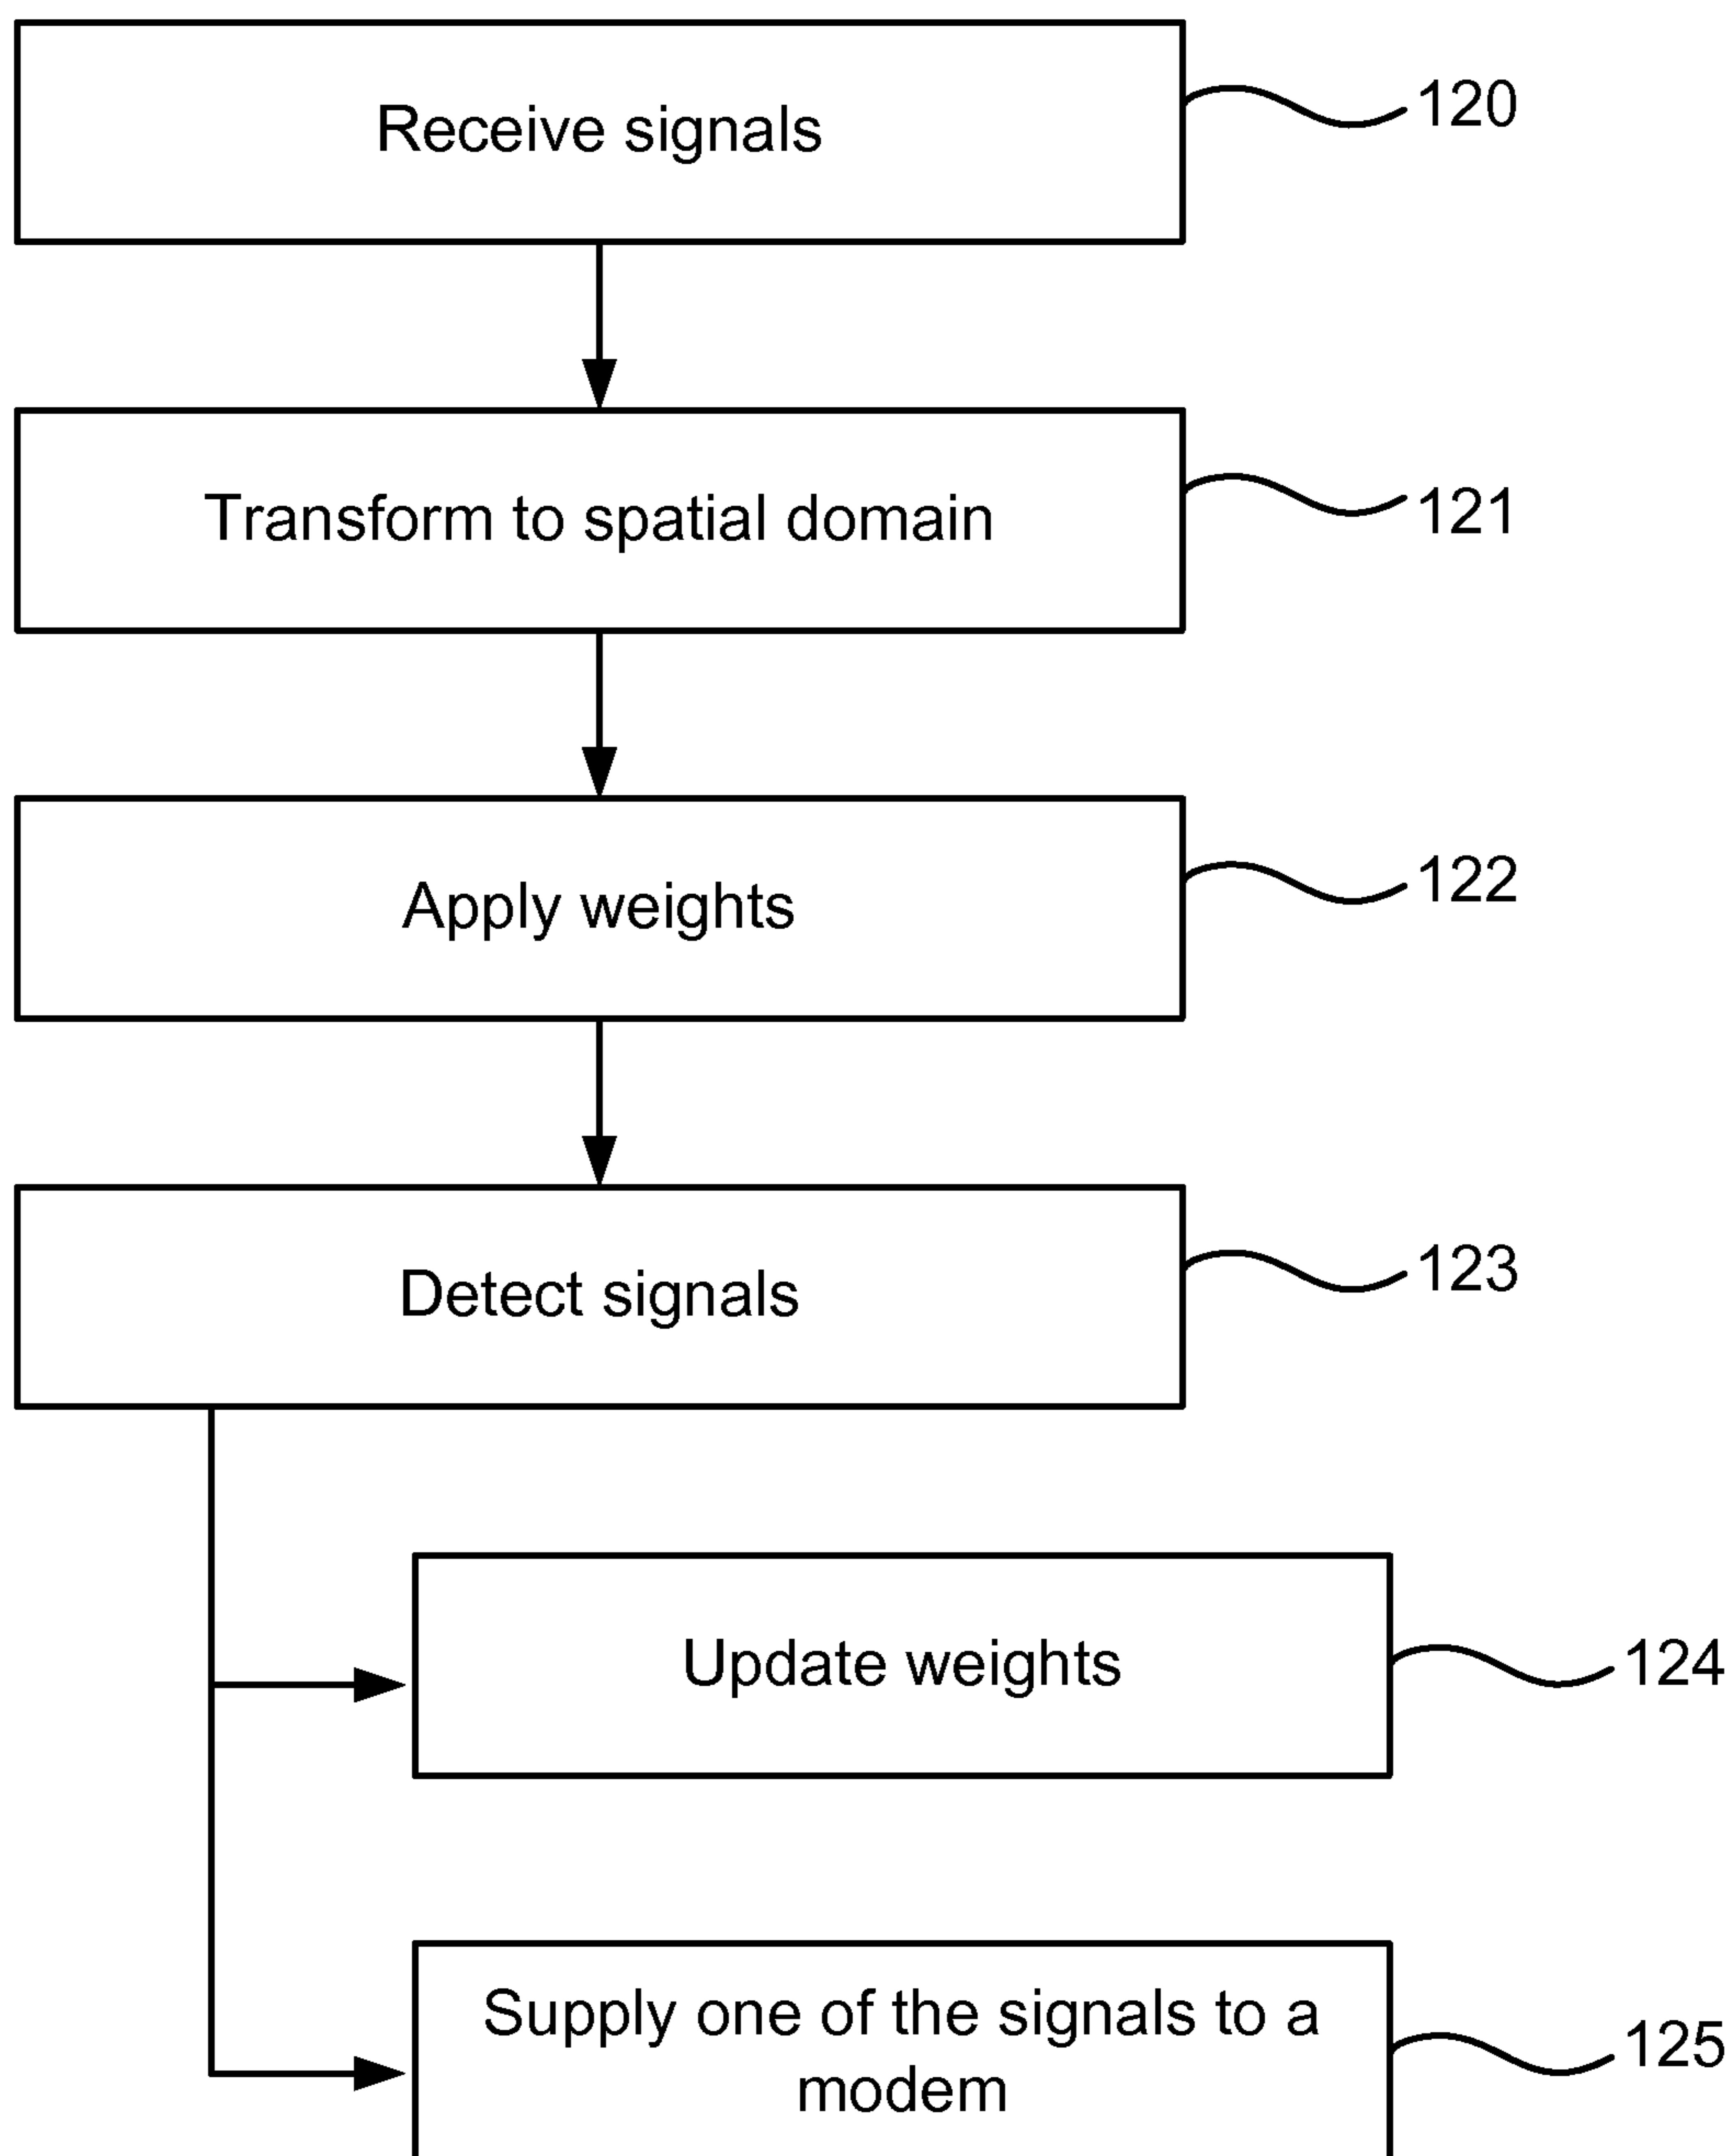 Receive signals
120
Transform to spatial domain
121
Apply weights
122
Detect signals
123
Update weights
124
Supply one of the signals to a
modem
125